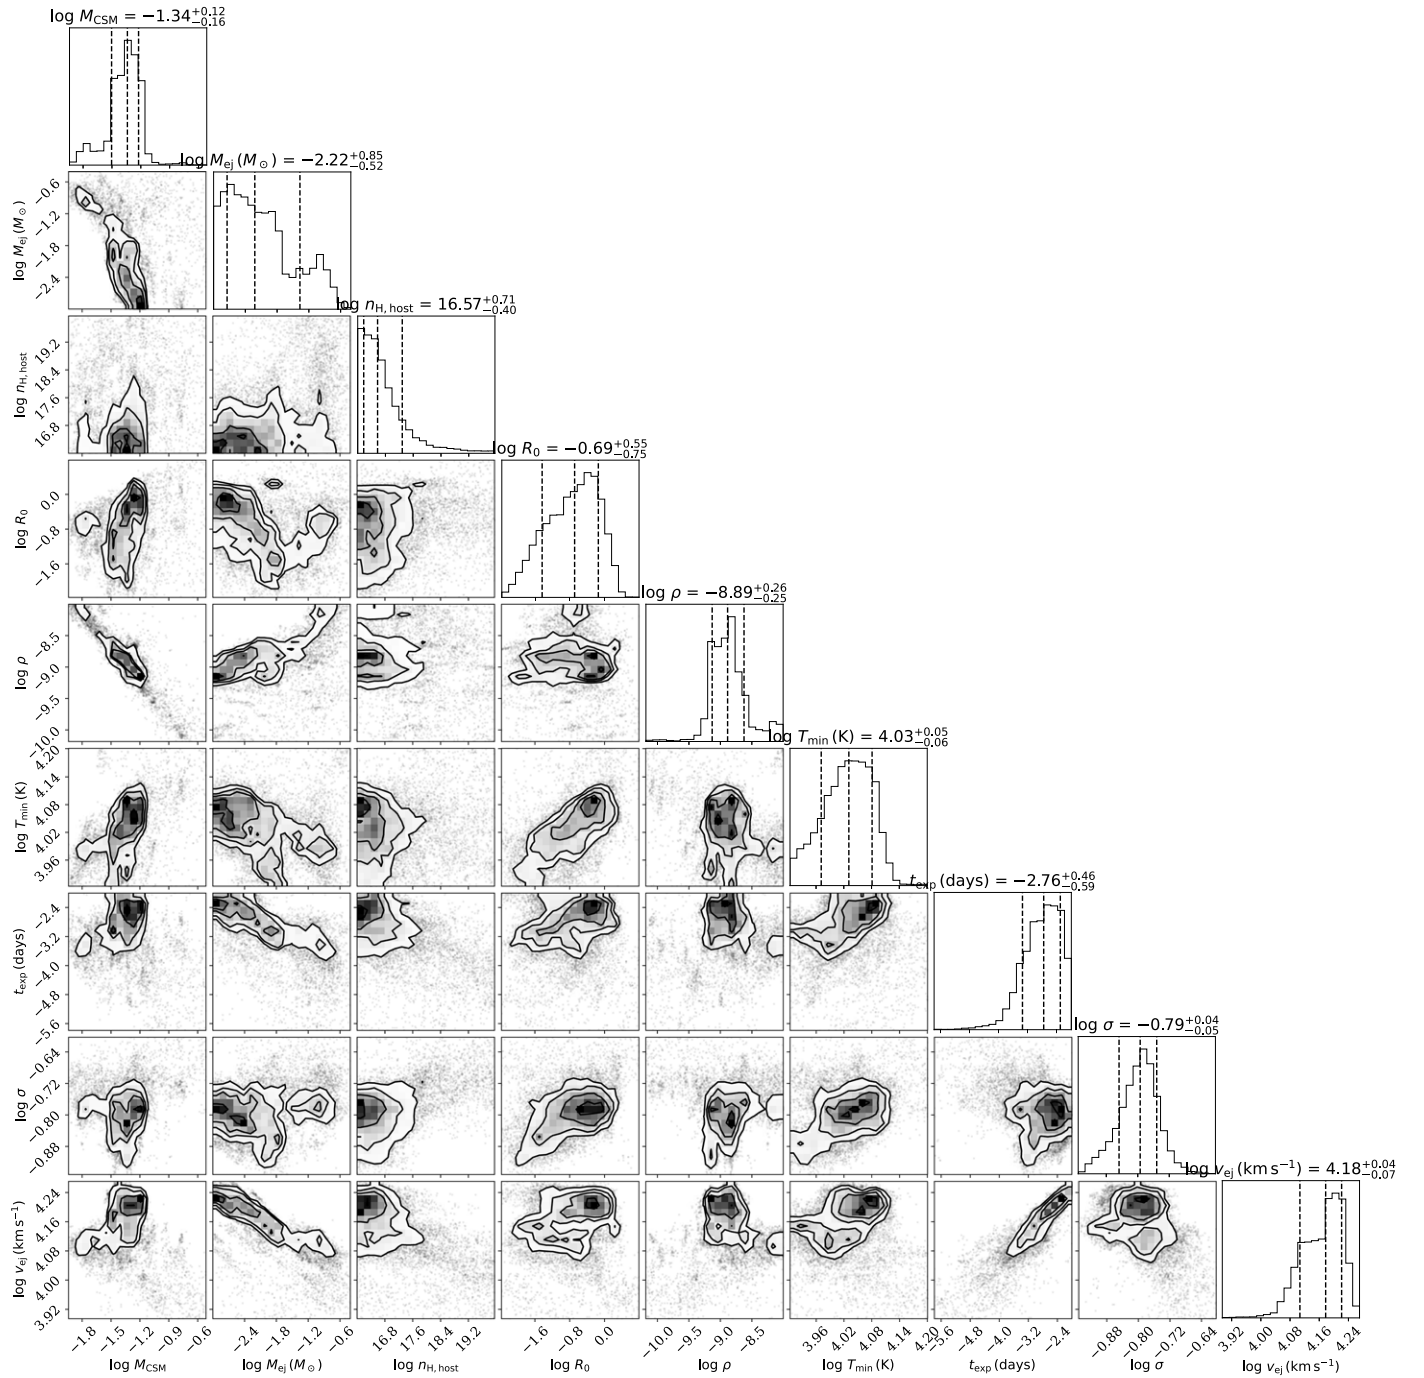 log M_CSM = −1.34 +0.12 −0.16
log M_ej (M_⊙) = −2.22 +0.85 −0.52
−0.6
−1.2
−1.8
−2.4
log M_ej (M_⊙)
log n_H, host = 16.57 +0.71 −0.40
19.2
18.4
17.6
16.8
log n_H, host
log R_0 = −0.69 +0.55 −0.75
0.0
−0.8
−1.6
log R_0
log ρ = −8.89 +0.26 −0.25
−8.5
−9.0
−9.5
−10.0
log ρ
log T_min (K) = 4.03 +0.05 −0.06
4.20
4.14
4.08
4.02
3.96
log T_min (K)
t_exp (days) = −2.76 +0.46 −0.59
−2.4
−3.2
−4.0
−4.8
−5.6
t_exp (days)
log σ = −0.79 +0.04 −0.05
−0.64
−0.72
−0.80
−0.88
log σ
log v_ej (km s⁻¹) = 4.18 +0.04 −0.07
4.24
4.16
4.08
4.00
3.92
log v_ej (km s⁻¹)
−1.8 −1.5 −1.2 −0.9 −0.6 −2.4 −1.8 −1.2 −0.6 16.8 17.6 18.4 19.2 −1.6 −0.8 0.0 −10.0 −9.5 −9.0 −8.5 3.96 4.02 4.08 4.14 4.20 −5.6 −4.8 −4.0 −3.2 −2.4 −0.88 −0.80 −0.72 −0.64 3.92 4.00 4.08 4.16 4.24
log M_CSM log M_ej (M_⊙) log n_H, host log R_0 log ρ log T_min (K) t_exp (days) log σ log v_ej (km s⁻¹)